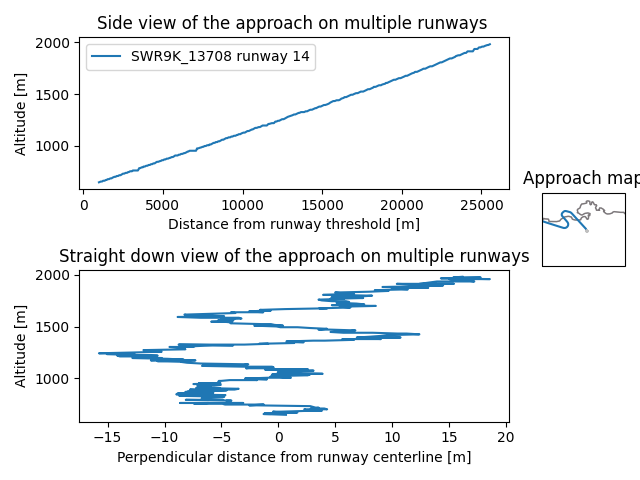 Side view of the approach on multiple runways
2000
1500
1000
Altitude [m]
SWR9K_13708 runway 14
0 5000 10000 15000 20000 25000
Distance from runway threshold [m]
Approach map
Straight down view of the approach on multiple runways
2000
1500
1000
Altitude [m]
−15 −10 −5 0 5 10 15 20
Perpendicular distance from runway centerline [m]